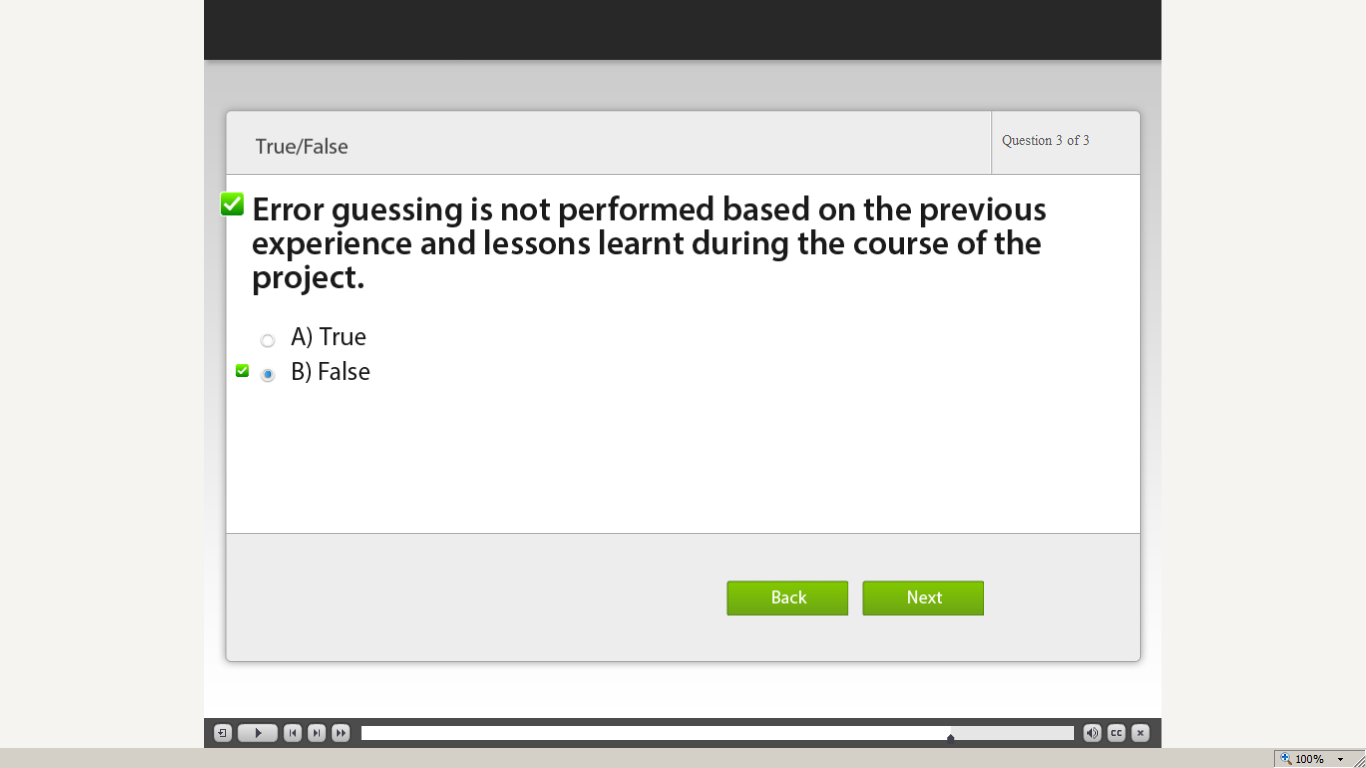 True/False
Question 3 of 3
Error guessing is not performed based on the previous
experience and lessons learnt during the course of the
project.
A) True
B) False
Back
Next
CC
100%